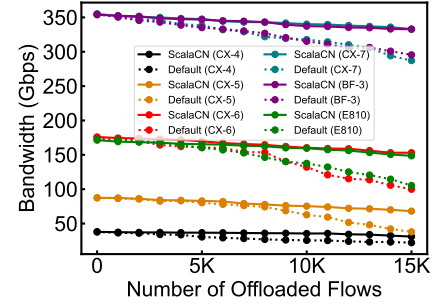 350
300
250
200
150
100
50
Bandwidth (Gbps)
ScalaCN (CX-4)
Default (CX-4)
ScalaCN (CX-5)
Default (CX-5)
ScalaCN (CX-6)
Default (CX-6)
ScalaCN (CX-7)
Default (CX-7)
ScalaCN (BF-3)
Default (BF-3)
ScalaCN (E810)
Default (E810)
0 5K 10K 15K
Number of Offloaded Flows